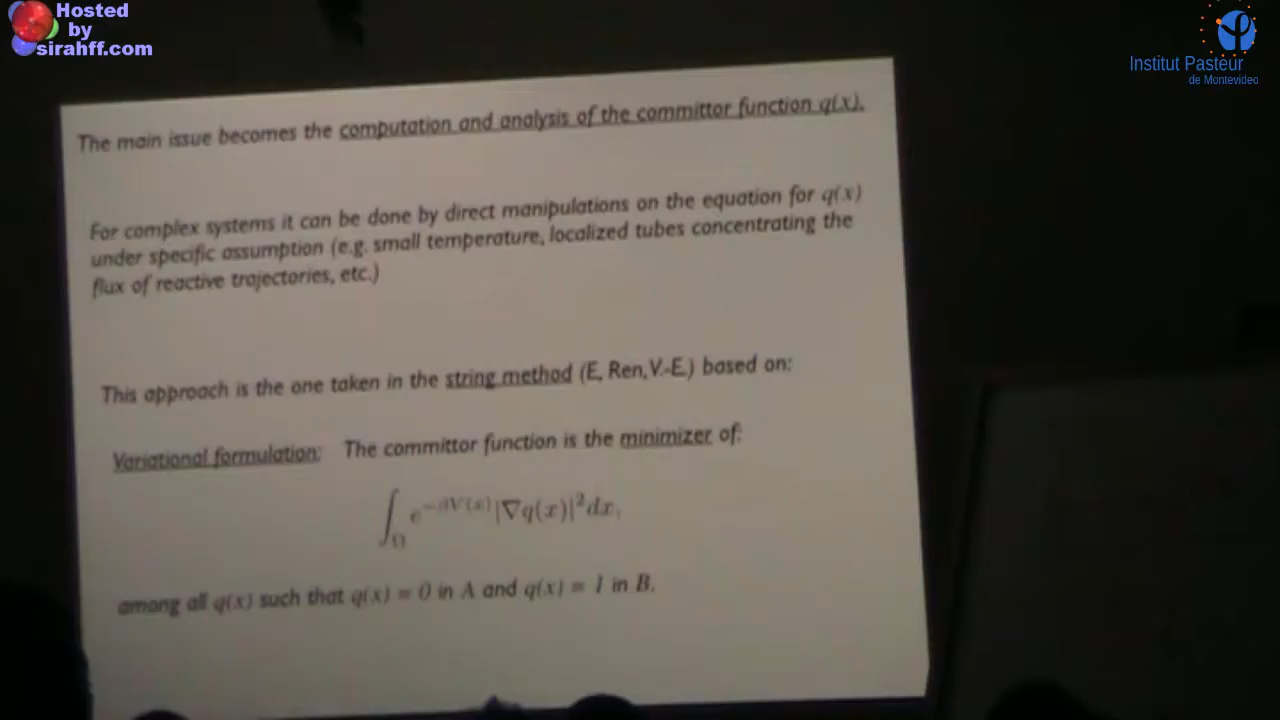 Hosted
by
sirahff.com
Institut Pasteur
de Montevideo
The main issue becomes the computation and analysis of the committor function q(x).
For complex systems it can be done by direct manipulations on the equation for q(x)
under specific assumption (e.g. small temperature, localized tubes concentrating the
flux of reactive trajectories, etc.)
This approach is the one taken in the string method (E, Ren, V.-E.) based on:
Variational formulation: The committor function is the minimizer of:
∫_Ω e^{-βV(x)} |∇q(x)|² dx,
among all q(x) such that q(x) = 0 in A and q(x) = 1 in B.